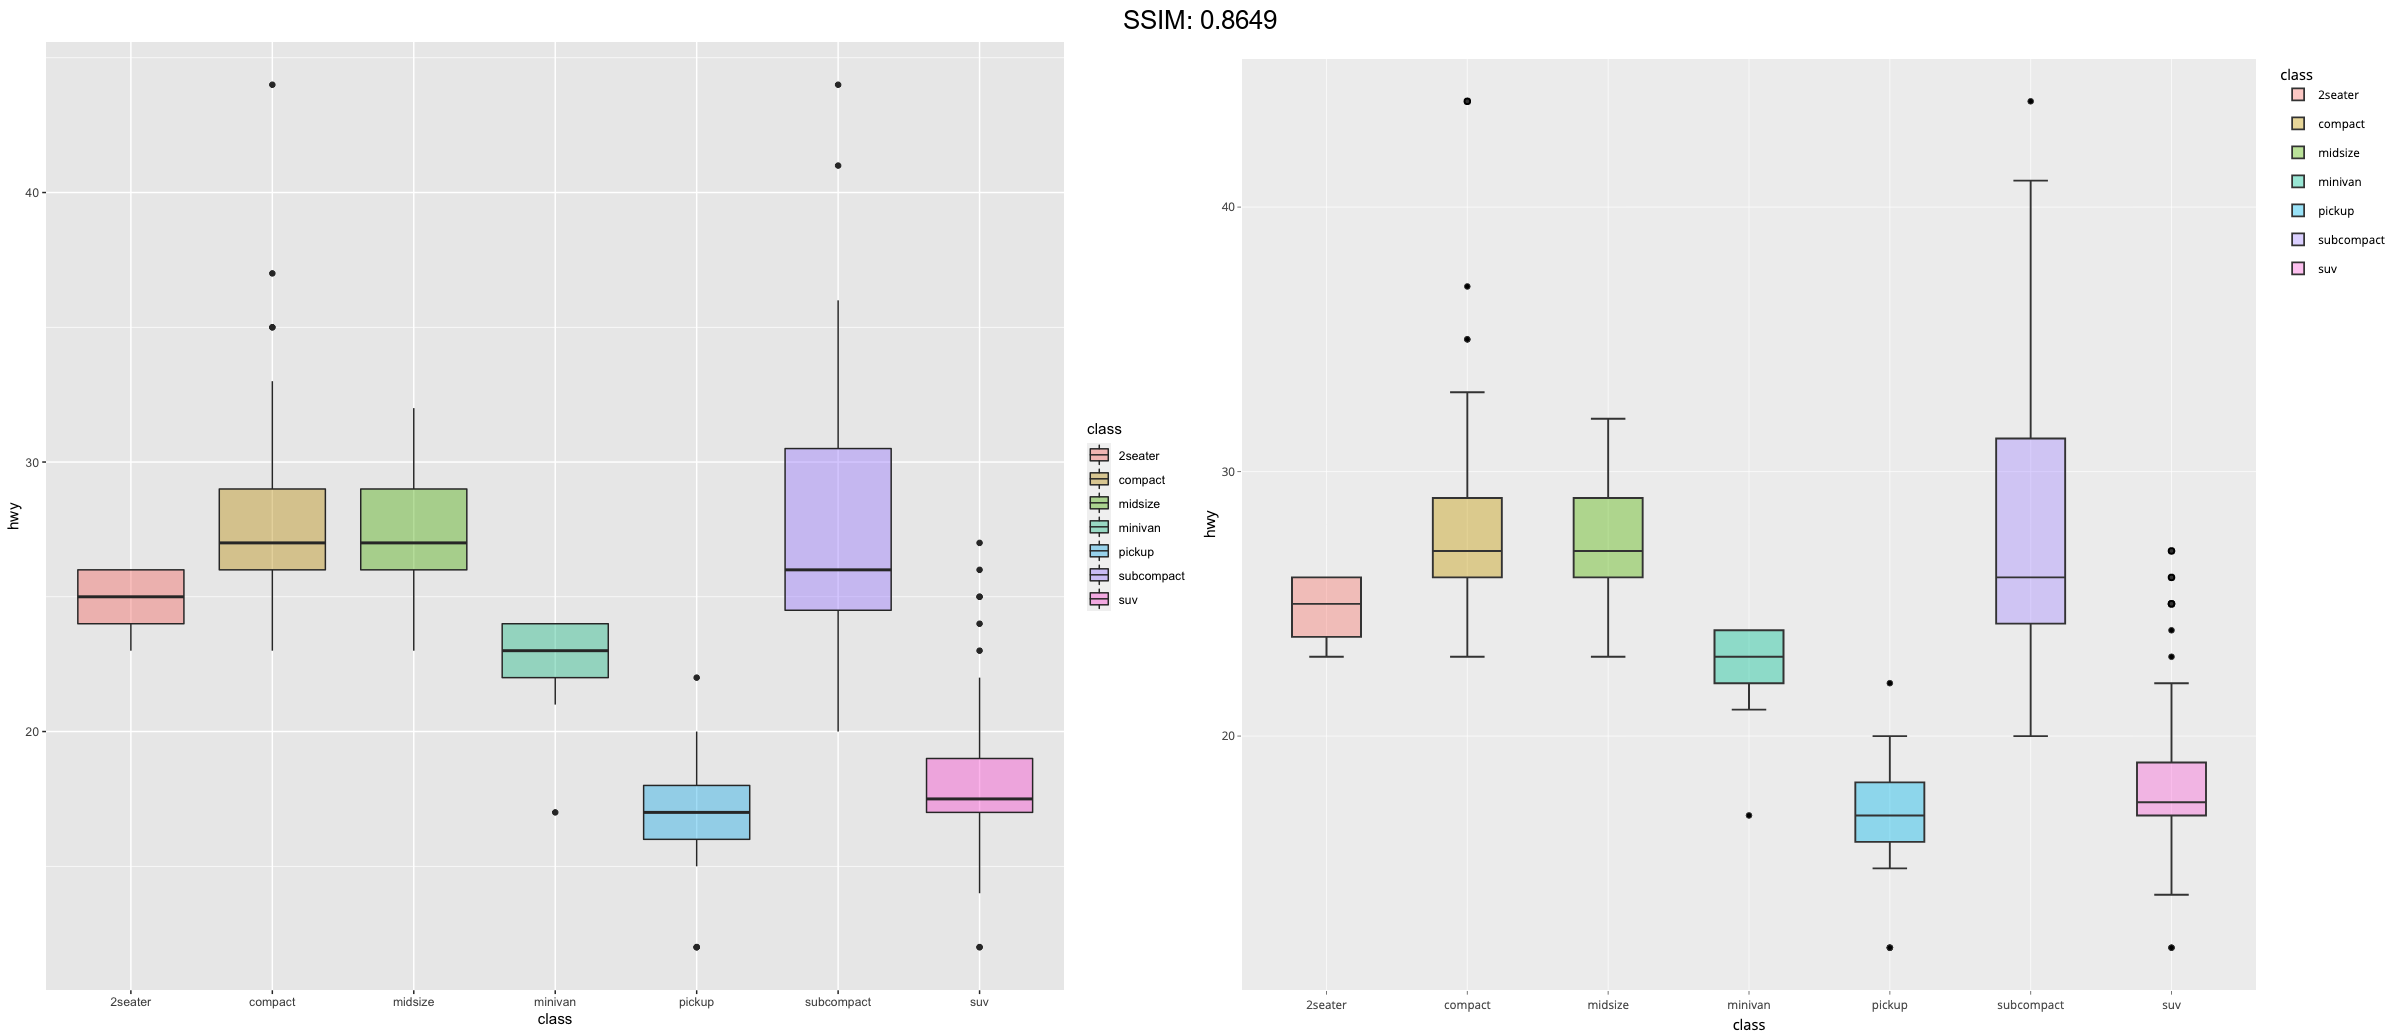 SSIM: 0.8649
hwy
40
30
20
2seater compact midsize minivan pickup subcompact suv
class
class
2seater
compact
midsize
minivan
pickup
subcompact
suv
hwy
40
30
20
2seater compact midsize minivan pickup subcompact suv
class
class
2seater
compact
midsize
minivan
pickup
subcompact
suv